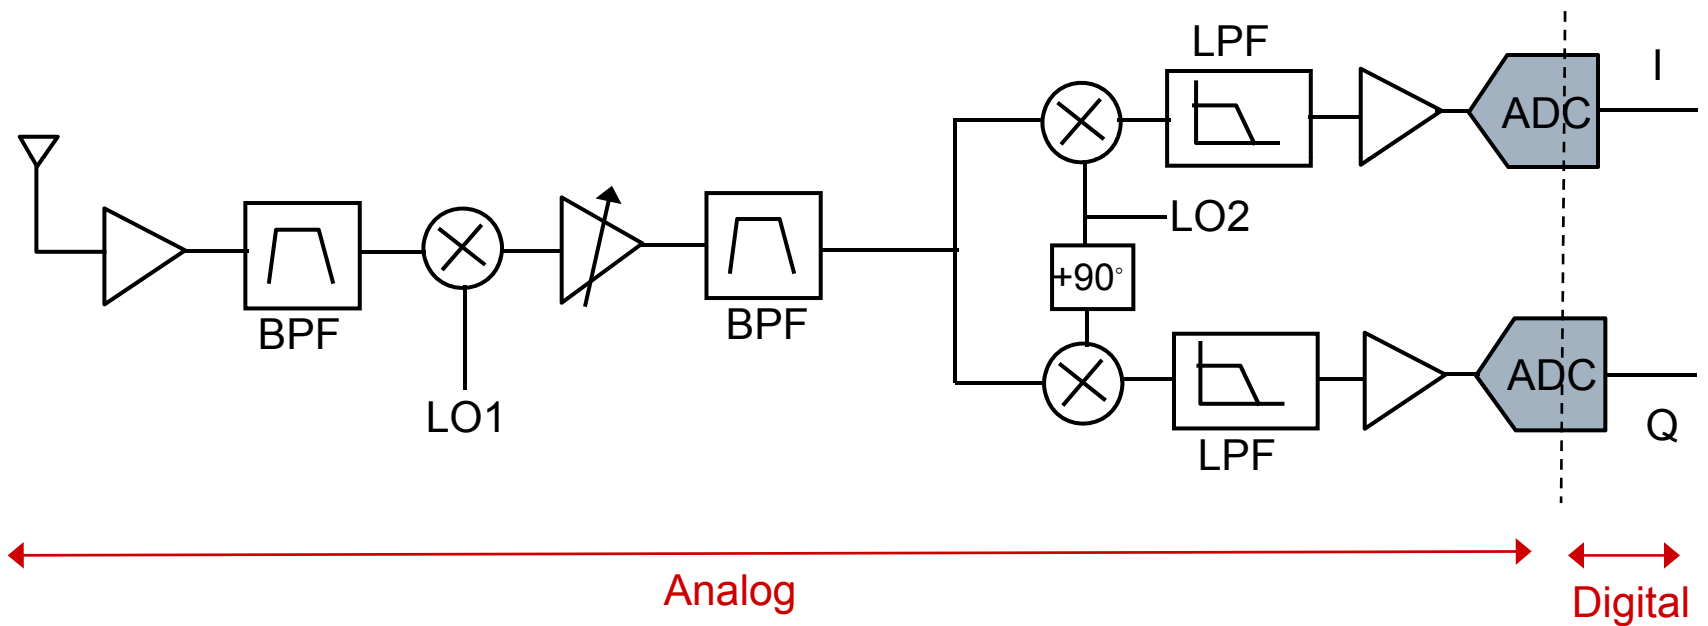 LPF
I
ADC
LO2
+90°
BPF
BPF
LO1
ADC
LPF
Q
Analog
Digital